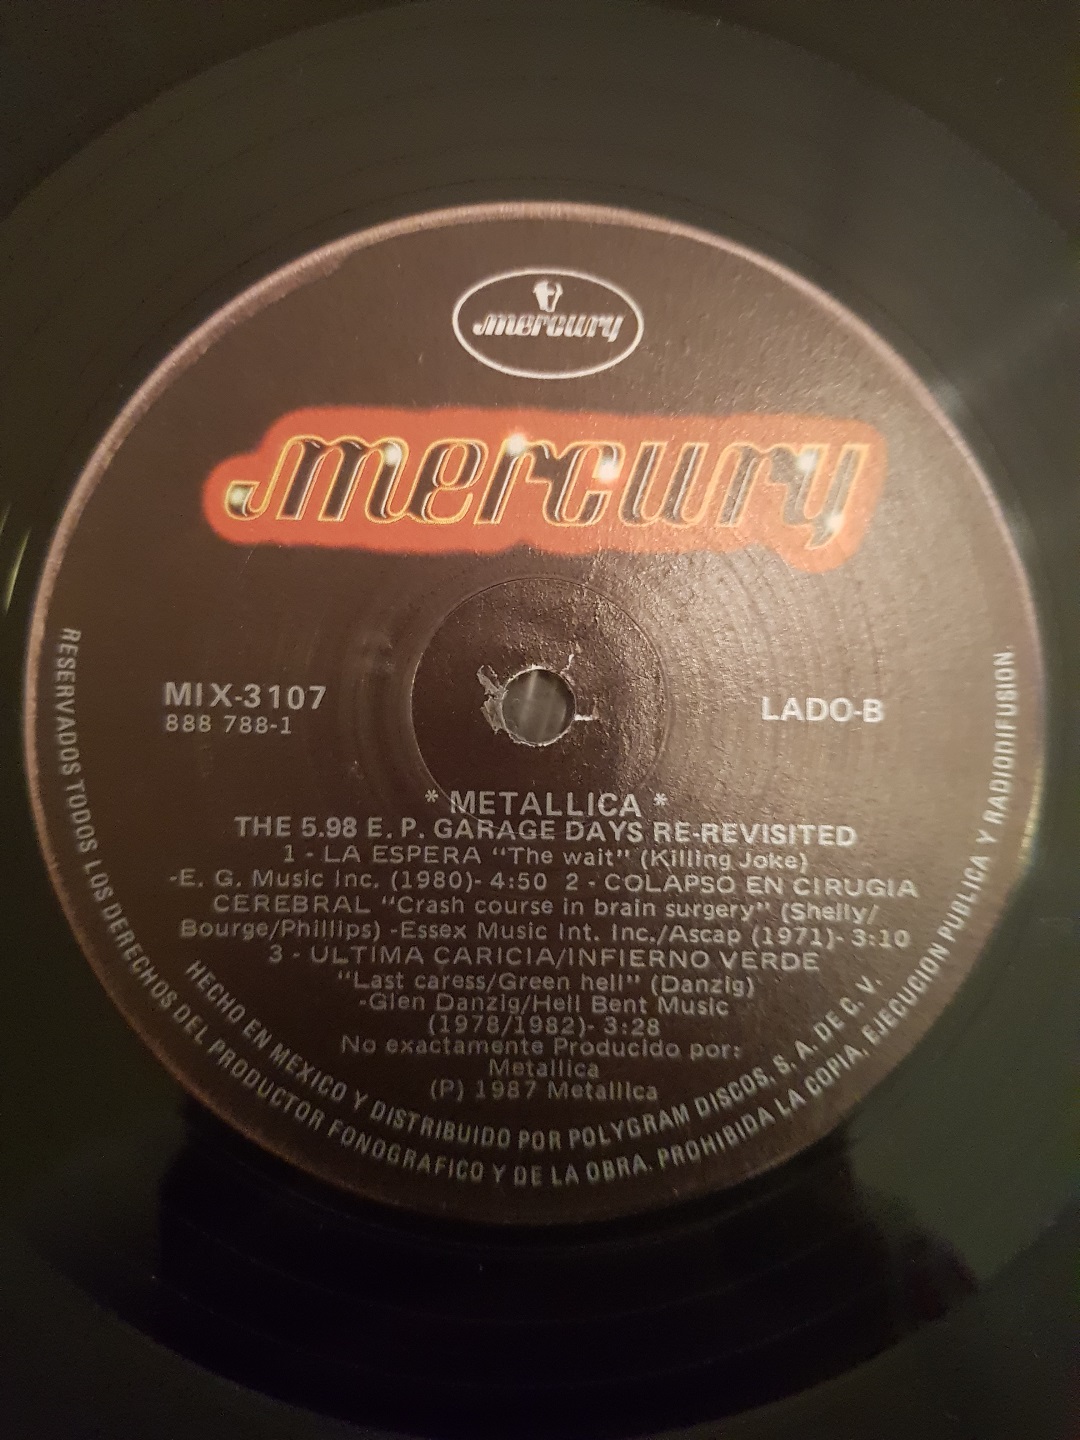 mercury
mercury
MIX-3107
888 788-1
LADO-B
* METALLICA *
THE 5.98 E. P. GARAGE DAYS RE-REVISITED
1 - LA ESPERA "The wait" (Killing Joke)
-E. G. Music Inc. (1980)- 4:50 2 - COLAPSO EN CIRUGIA
CEREBRAL "Crash course in brain surgery" (Shelly/
Bourge/Phillips) -Essex Music Int. Inc./Ascap (1971)- 3:10
3 - ULTIMA CARICIA/INFIERNO VERDE
"Last caress/Green hell" (Danzig)
-Glen Danzig/Hell Bent Music
(1978/1982)- 3:28
No exactamente Producido por:
Metallica
(P) 1987 Metallica
HECHO EN MEXICO Y DISTRIBUIDO POR POLYGRAM DISCOS, S. A. DE C. V.
RESERVADOS TODOS LOS DERECHOS DEL PRODUCTOR FONOGRAFICO Y DE LA OBRA. PROHIBIDA LA COPIA, EJECUCION PUBLICA Y RADIODIFUSION.